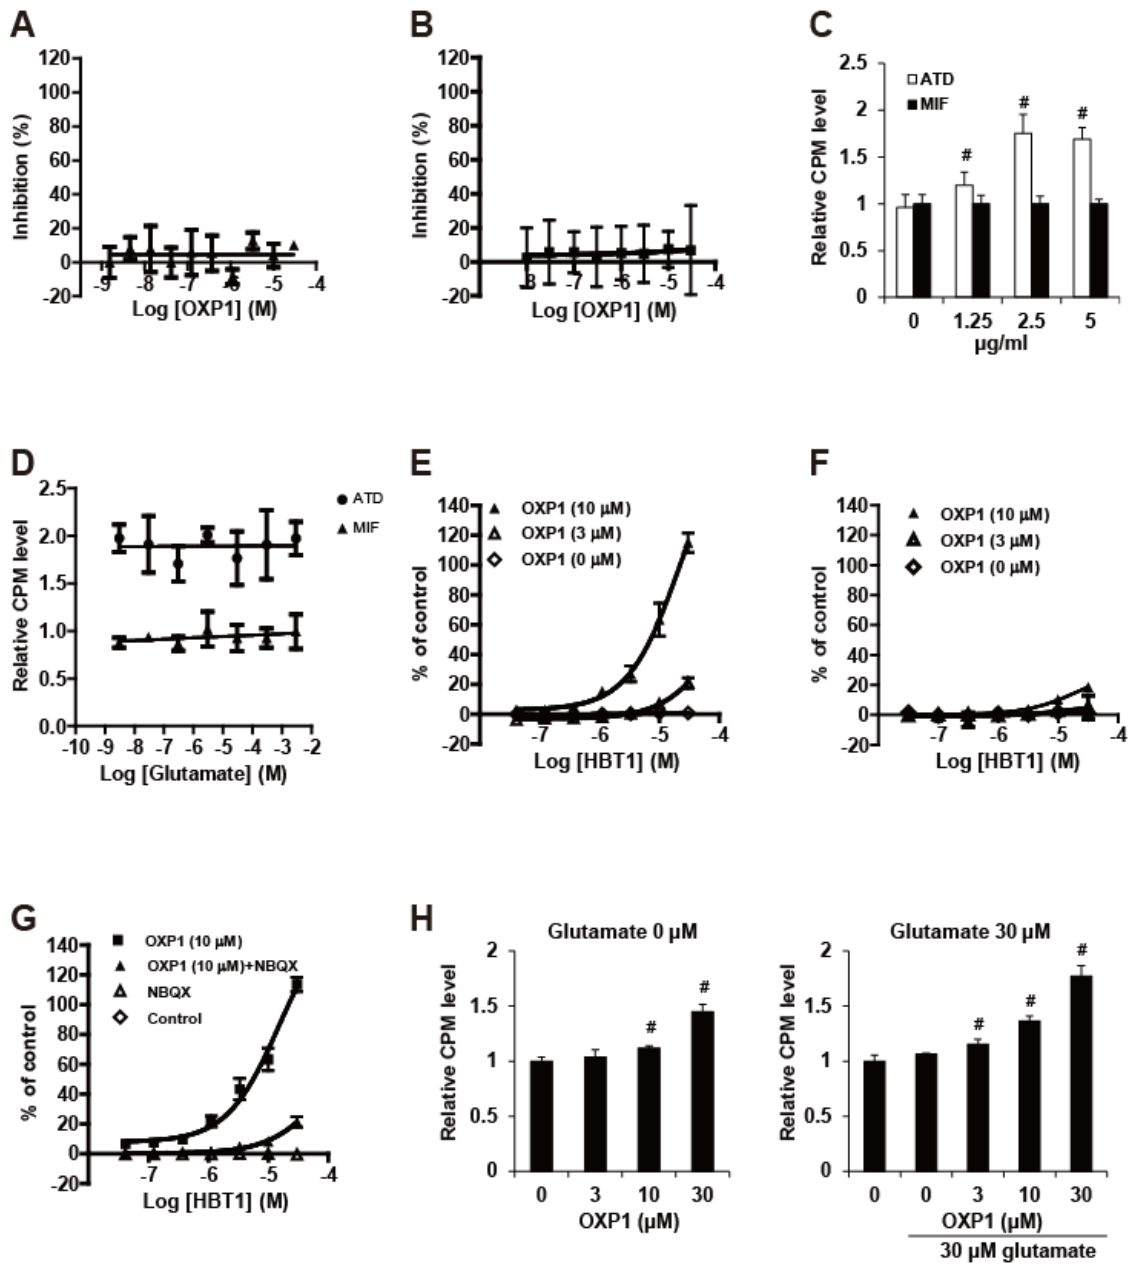 A
120
100
80
60
40
20
0
-20
Inhibition (%)
-9 -8 -7 -6 -5 -4
Log [OXP1] (M)
B
120
100
80
60
40
20
0
-20
Inhibition (%)
-8 -7 -6 -5 -4
Log [OXP1] (M)
C
2.5
2
1.5
1
0.5
0
Relative CPM level
ATD
MIF
# # #
0 1.25 2.5 5
µg/ml
D
2.5
2.0
1.5
1.0
0.5
0.0
Relative CPM level
ATD
MIF
-10 -9 -8 -7 -6 -5 -4 -3 -2
Log [Glutamate] (M)
E
140
120
100
80
60
40
20
0
-20
% of control
OXP1 (10 µM)
OXP1 (3 µM)
OXP1 (0 µM)
-7 -6 -5 -4
Log [HBT1] (M)
F
140
120
100
80
60
40
20
0
-20
% of control
OXP1 (10 µM)
OXP1 (3 µM)
OXP1 (0 µM)
-7 -6 -5 -4
Log [HBT1] (M)
G
140
120
100
80
60
40
20
0
-20
% of control
OXP1 (10 µM)
OXP1 (10 µM)+NBQX
NBQX
Control
-7 -6 -5 -4
Log [HBT1] (M)
H
Glutamate 0 µM
2
1.5
1
0.5
0
Relative CPM level
# #
0 3 10 30
OXP1 (µM)
Glutamate 30 µM
2
1.5
1
0.5
0
Relative CPM level
# # #
0 0 3 10 30
OXP1 (µM)
30 µM glutamate